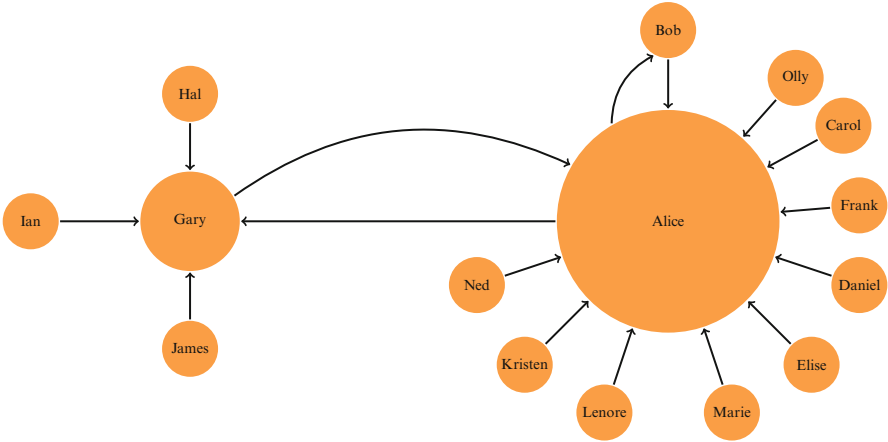 Bob
Olly
Hal
Carol
Frank
Gary
Ian
Alice
Ned
Daniel
James
Kristen
Elise
Lenore
Marie